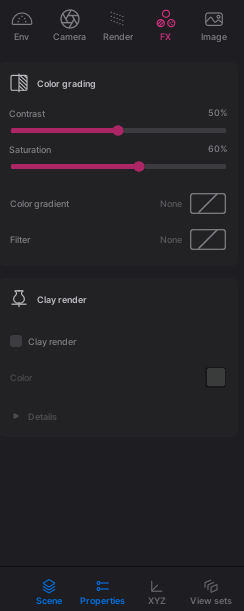 Env Camera Render FX Image
Color grading
Contrast 50%
Saturation 60%
Color gradient None
Filter None
Clay render
Clay render
Color
Details
Scene Properties XYZ View sets